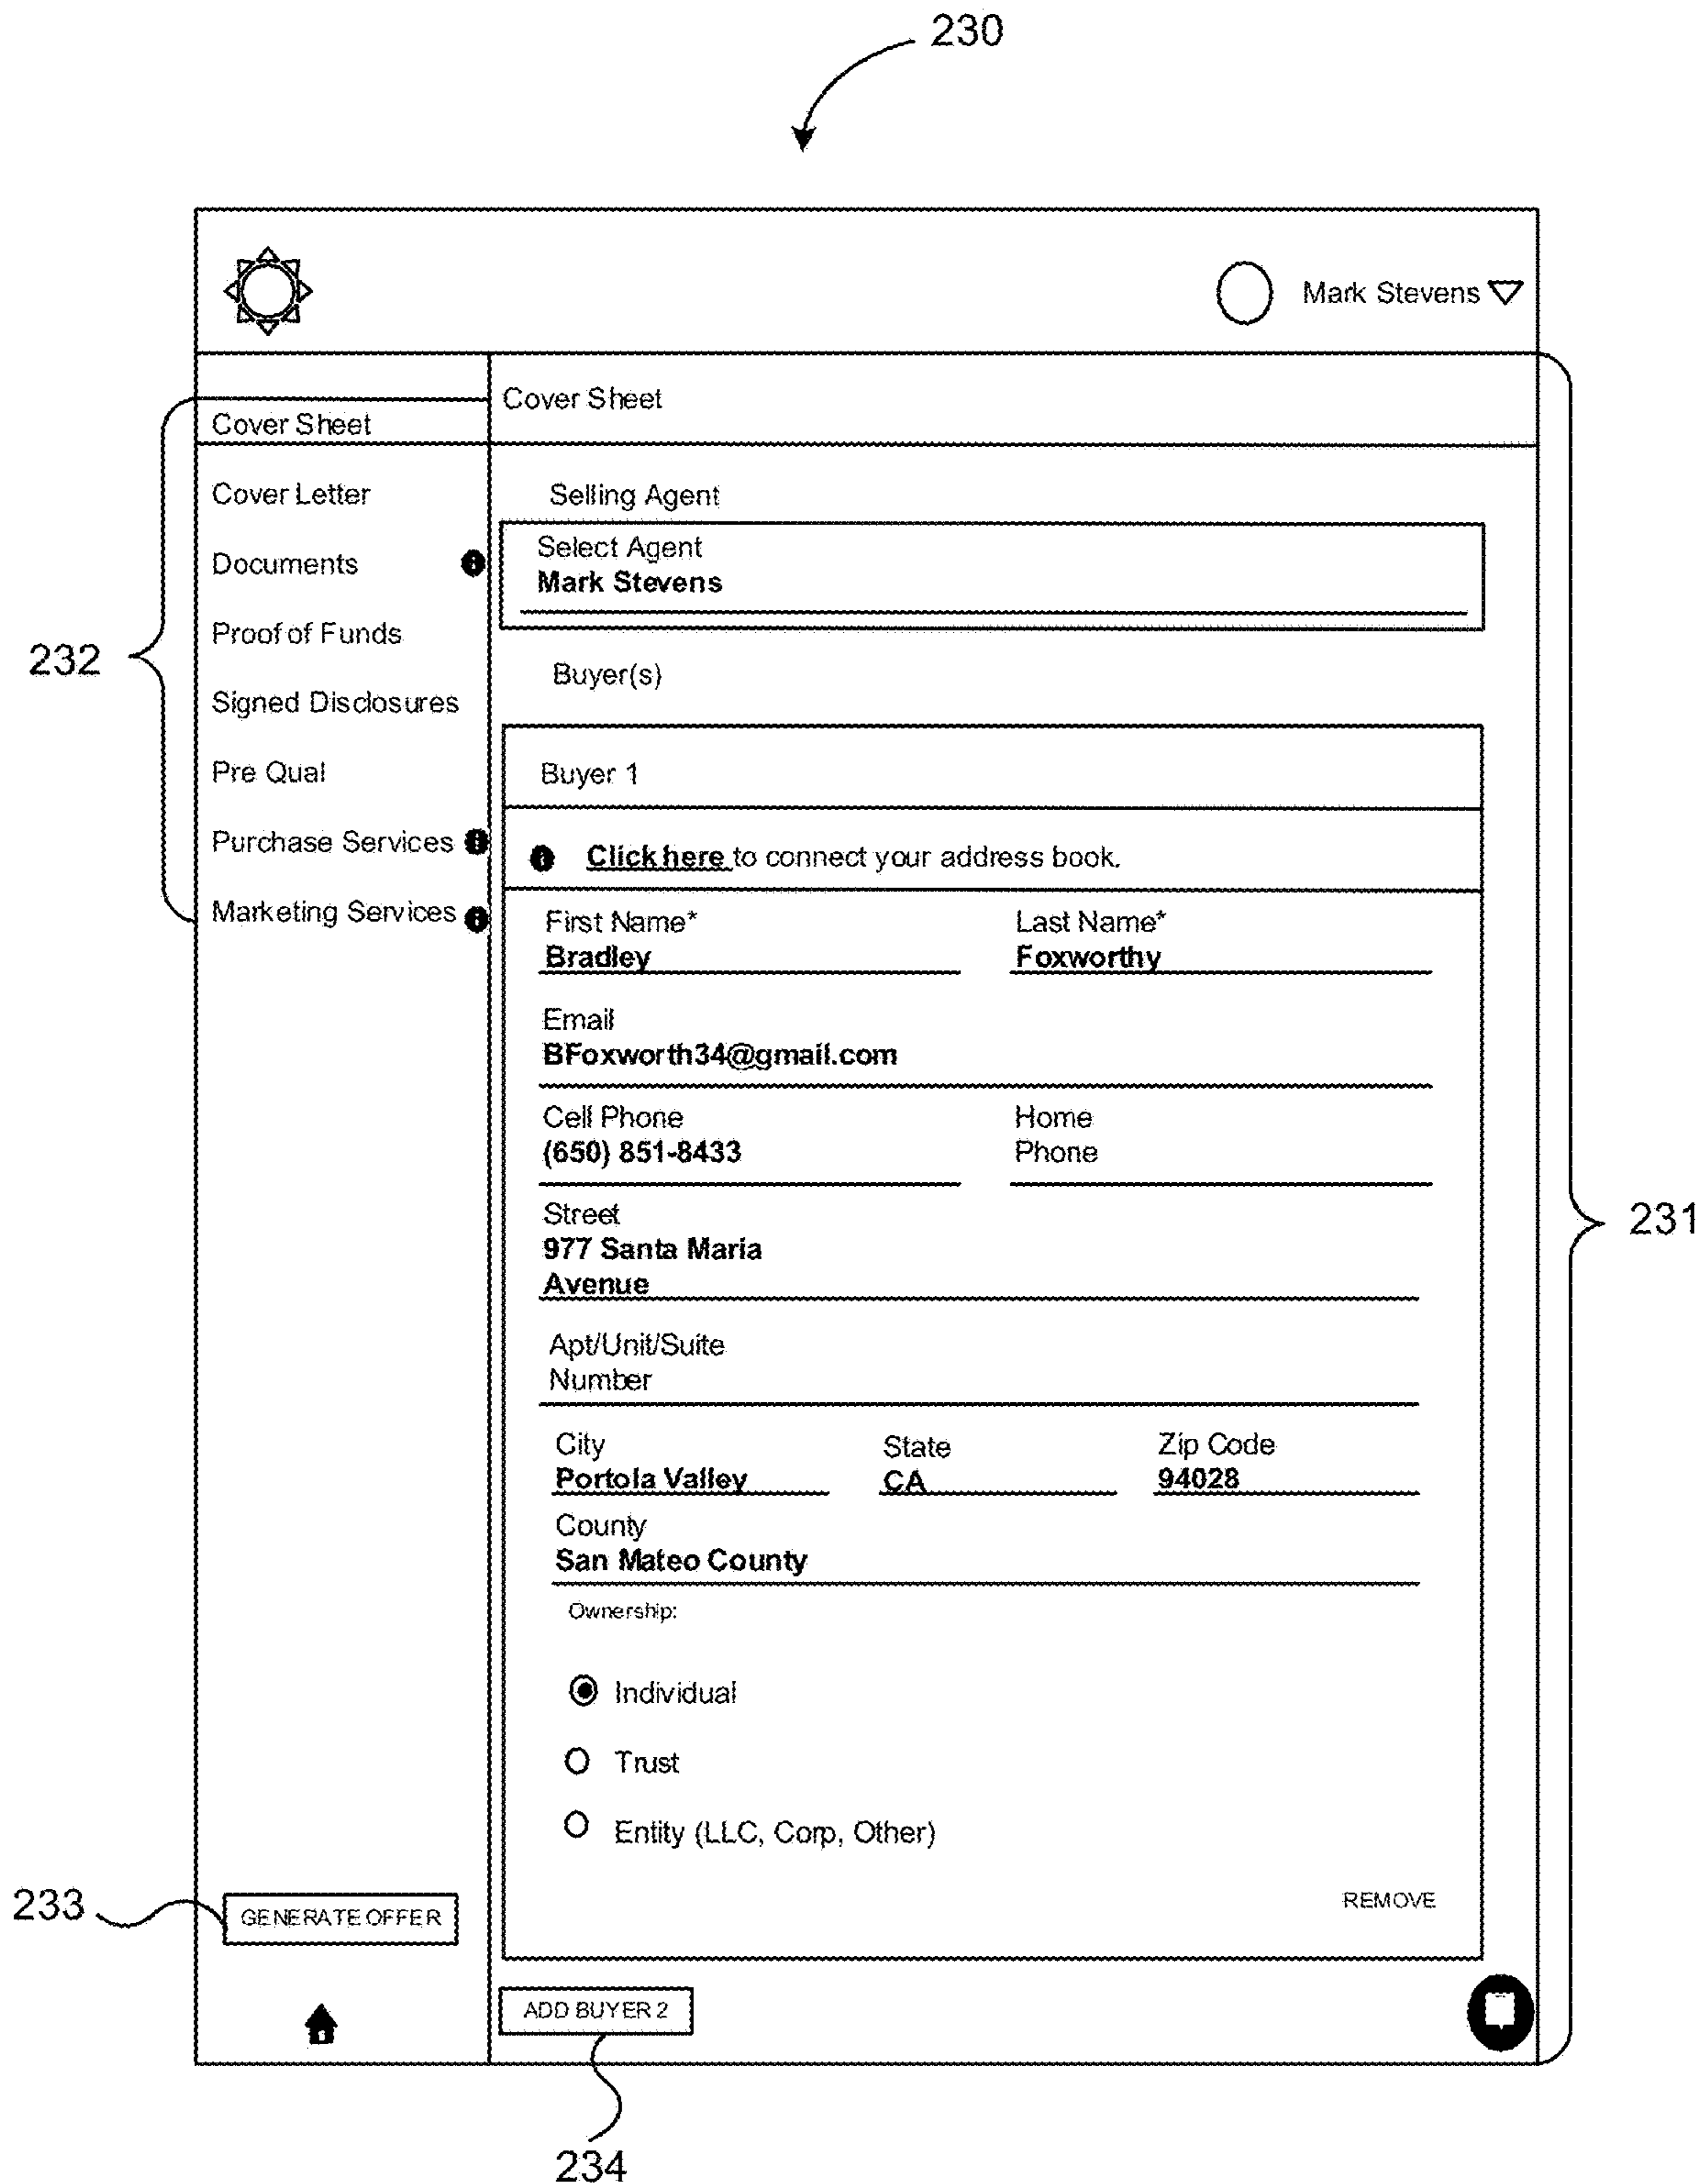 230
Mark Stevens
Cover Sheet
Cover Letter
Documents
Proof of Funds
Signed Disclosures
Pre Qual
Purchase Services
Marketing Services
232
GENERATE OFFER
233
Cover Sheet
Selling Agent
Select Agent
Mark Stevens
Buyer(s)
Buyer 1
Click here to connect your address book.
First Name* Last Name*
Bradley Foxworthy
Email
BFoxworth34@gmail.com
Cell Phone Home
(650) 851-8433 Phone
Street
977 Santa Maria
Avenue
Apt/Unit/Suite
Number
City State Zip Code
Portola Valley CA 94028
County
San Mateo County
Ownership:
Individual
Trust
Entity (LLC, Corp, Other)
REMOVE
ADD BUYER 2
231
234